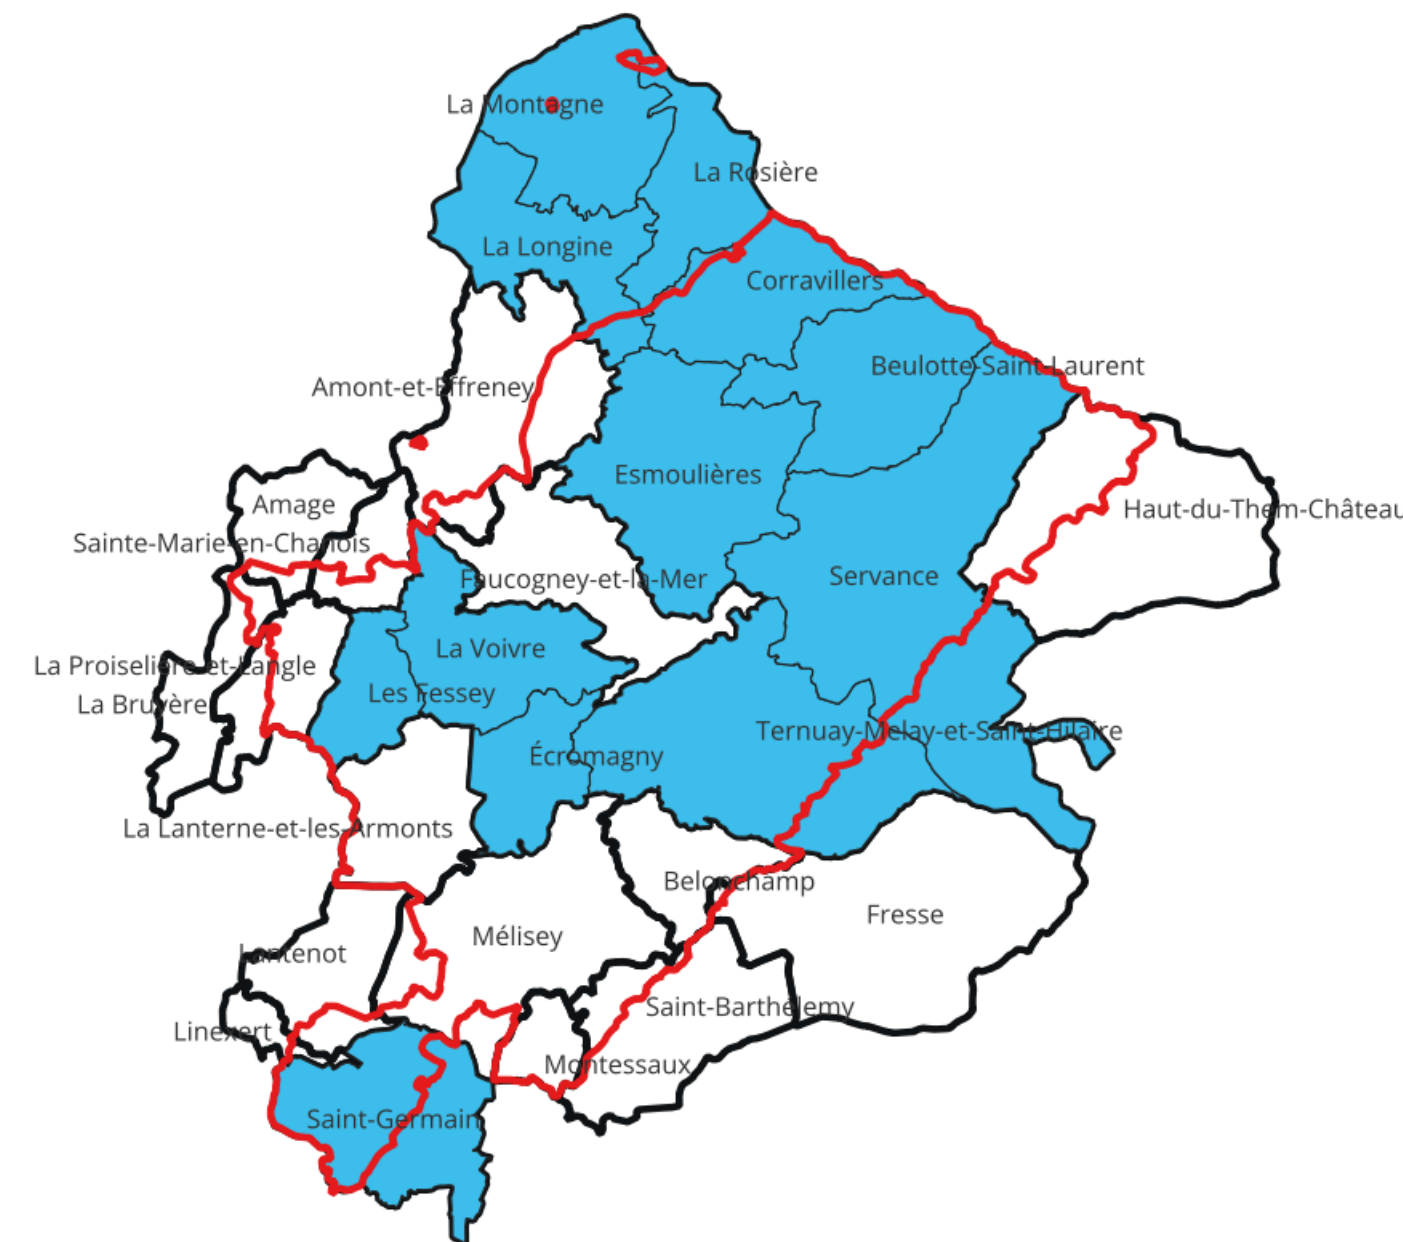 La Montagne
La Rosière
La Longine
Corravillers
Beulotte-Saint-Laurent
Amont-et-Effreney
Esmoulières
Amage
Haut-du-Them-Château
Sainte-Marie-en-Chanois
Faucogney-et-la-Mer
Servance
La Voivre
La Proiselière-et-Langle
Les Fessey
La Bruyère
Ternuay-Melay-et-Saint-Hilaire
Écromagny
La Lanterne-et-les-Armonts
Belonchamp
Fresse
Mélisey
Lantenot
Saint-Barthélemy
Linexert
Montessaux
Saint-Germain